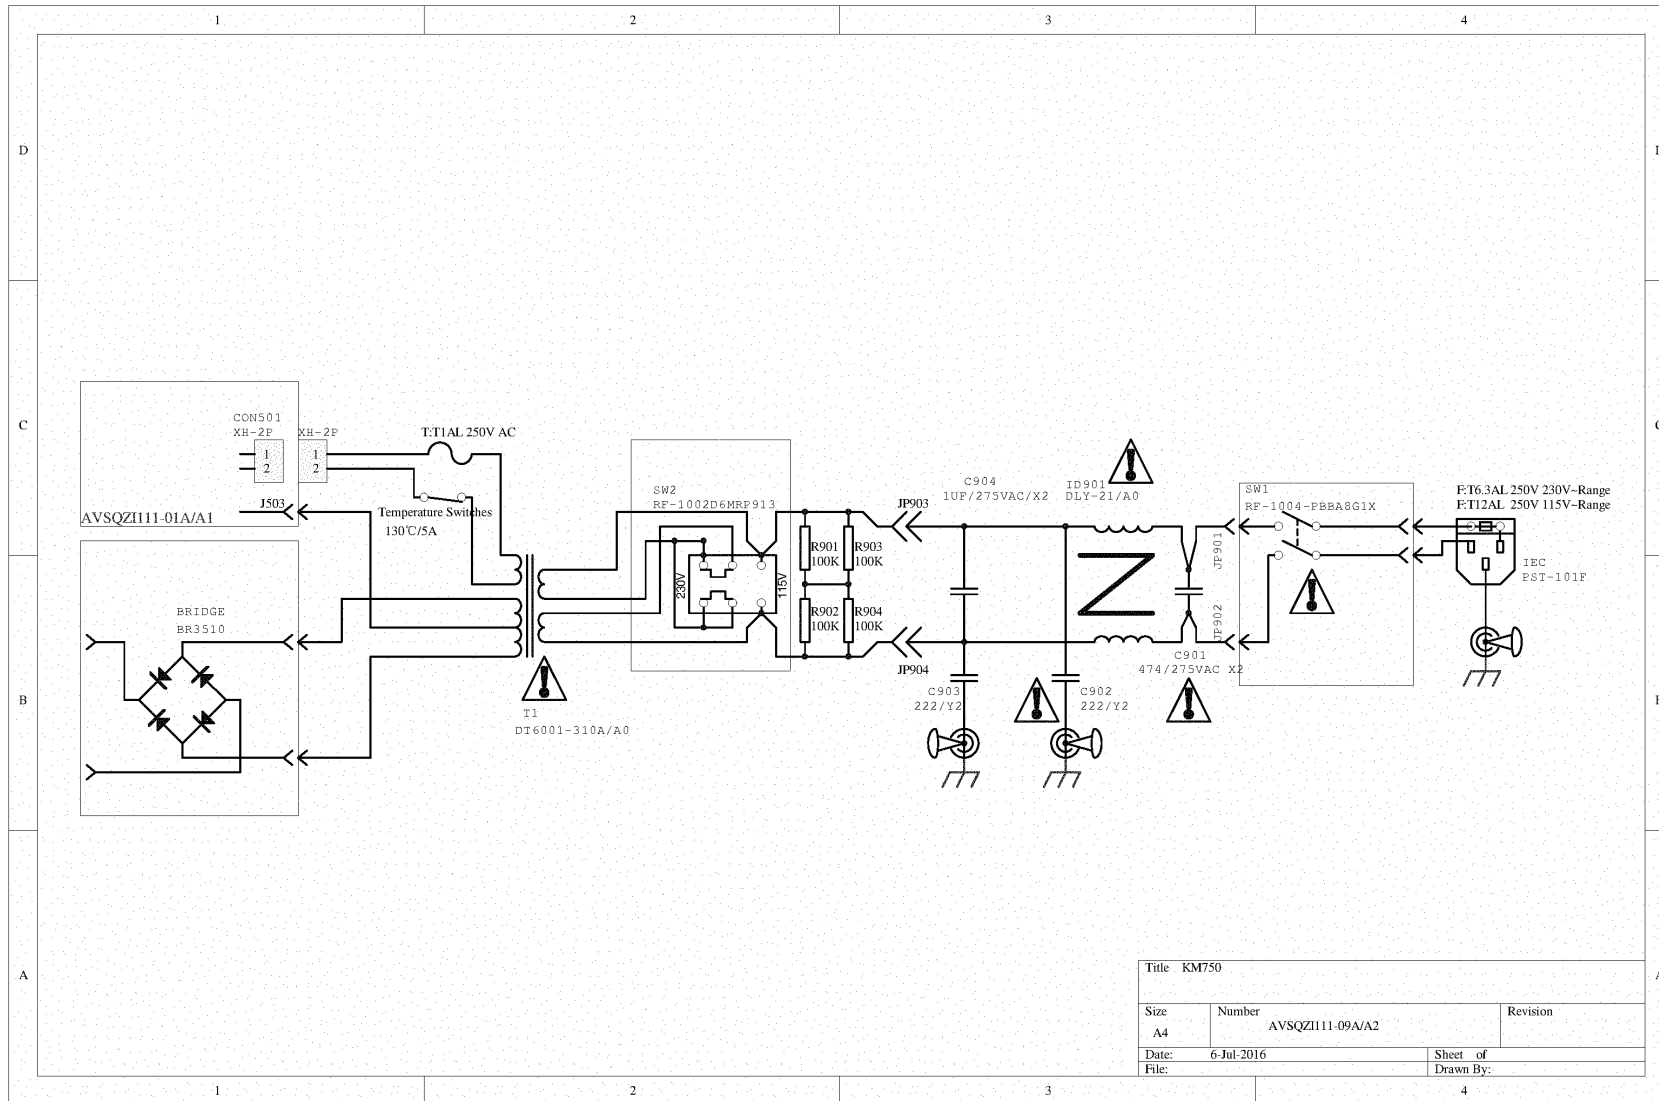 1 2 3 4
D
C
B
A
CON501
XH-2P XH-2P
1 1
2 2
T:T1AL 250V AC
J503
Temperature Switches
130℃/5A
AVSQZI111-01A/A1
BRIDGE
BR3510
T1
DT6001-310A/A0
SW2
RF-1002D6MRP913
230V
115V
R901
100K
R903
100K
R902
100K
R904
100K
JP903
JP904
C904
1UF/275VAC/X2
ID901
DLY-21/A0
C903
222/Y2
C902
222/Y2
JP901
JP902
C901
474/275VAC X2
SW1
RF-1004-PBBA8G1X
F:T6.3AL 250V 230V~Range
F:T12AL 250V 115V~Range
IEC
PST-101F
Title KM750
Size Number Revision
A4 AVSQZI111-09A/A2
Date: 6-Jul-2016 Sheet of
File: Drawn By:
1 2 3 4